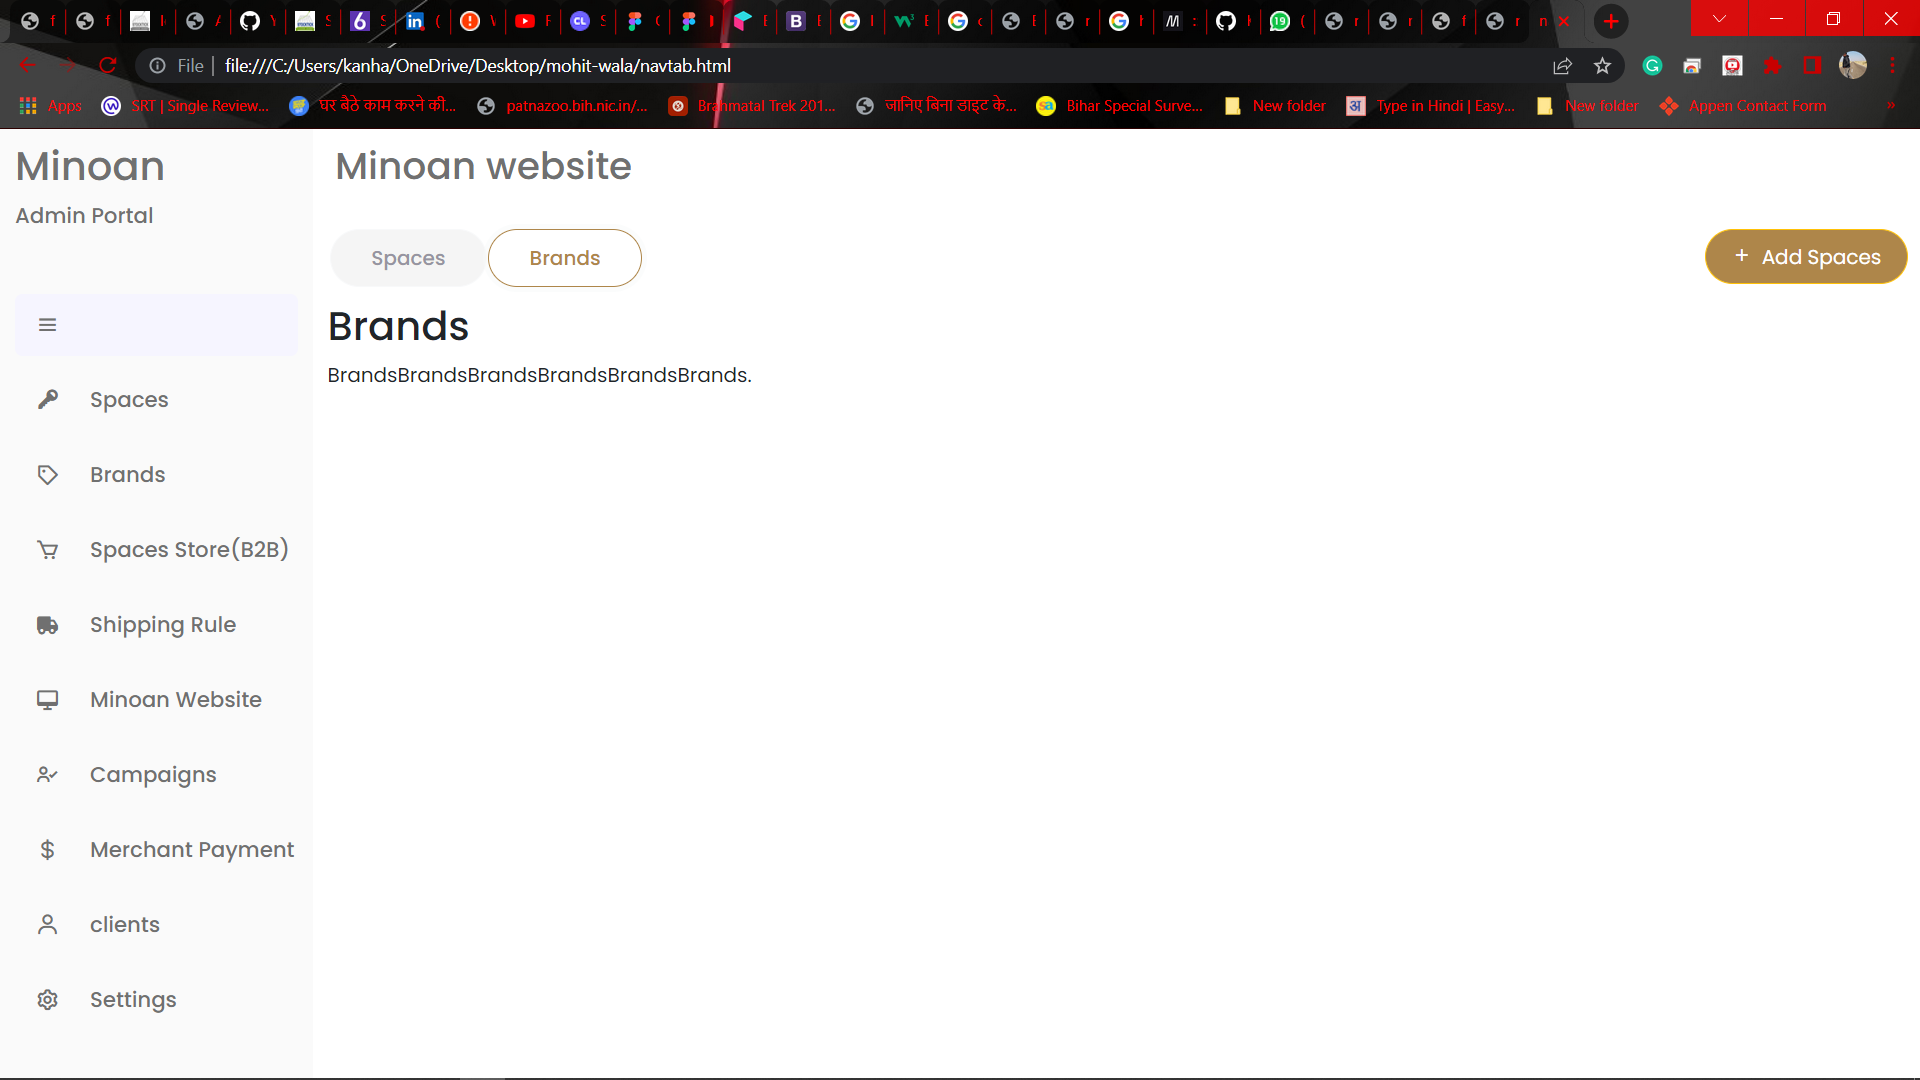 File file:///C:/Users/kanha/OneDrive/Desktop/mohit-wala/navtab.html
Apps SRT | Single Review... घर बैठे काम करने की... patnazoo.bih.nic.in/... Brahmatal Trek 201... जानिए बिना डाइट के... Bihar Special Surve... New folder Type in Hindi | Easy... New folder Appen Contact Form »
Minoan
Admin Portal
Spaces
Brands
Spaces Store(B2B)
Shipping Rule
Minoan Website
Campaigns
Merchant Payment
clients
Settings
Minoan website
Spaces Brands + Add Spaces
Brands
BrandsBrandsBrandsBrandsBrandsBrands.